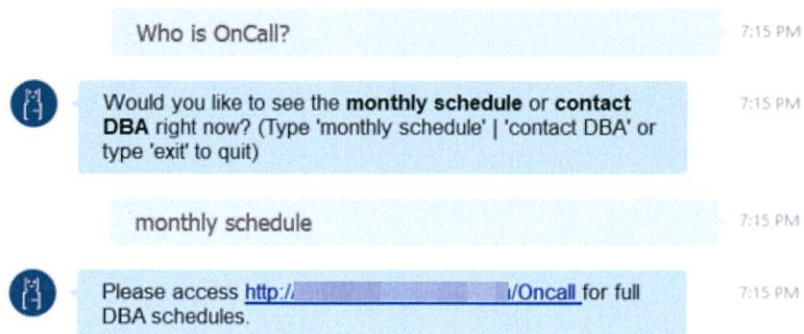 Who is OnCall?
7:15 PM
Would you like to see the monthly schedule or contact
7:15 PM
DBA right now? (Type 'monthly schedule' | 'contact DBA' or
type 'exit' to quit)
monthly schedule
7:15 PM
Please access http:/ /Oncall for full
7:15 PM
DBA schedules.